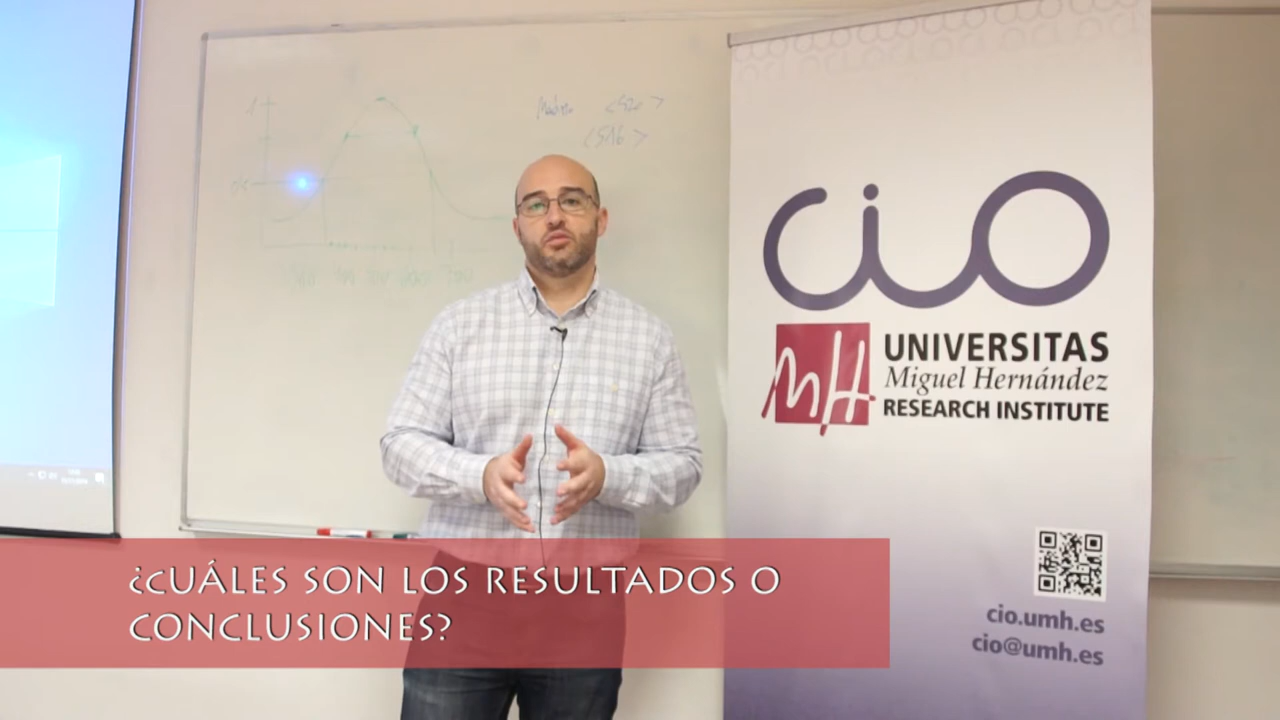 cio
UNIVERSITAS
Miguel Hernández
RESEARCH INSTITUTE
cio.umh.es
cio@umh.es
¿CUÁLES SON LOS RESULTADOS O
CONCLUSIONES?